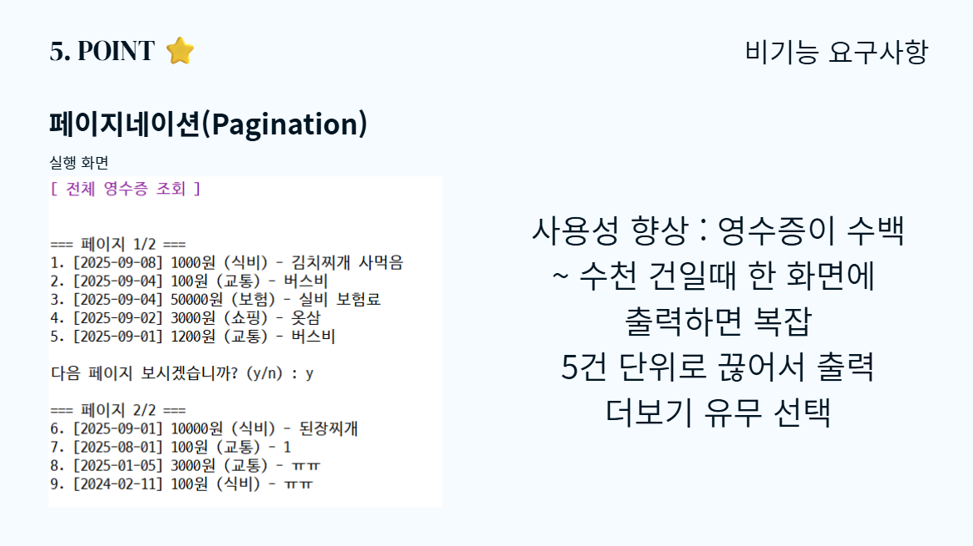 5. POINT ⭐
비기능 요구사항
페이지네이션(Pagination)
실행 화면
[ 전체 영수증 조회 ]
=== 페이지 1/2 ===
1. [2025-09-08] 1000원 (식비) - 김치찌개 사먹음
2. [2025-09-04] 100원 (교통) - 버스비
3. [2025-09-04] 50000원 (보험) - 실비 보험료
4. [2025-09-02] 3000원 (쇼핑) - 옷삼
5. [2025-09-01] 1200원 (교통) - 버스비
다음 페이지 보시겠습니까? (y/n) : y
=== 페이지 2/2 ===
6. [2025-09-01] 10000원 (식비) - 된장찌개
7. [2025-08-01] 100원 (교통) - 1
8. [2025-01-05] 3000원 (교통) - ㅠㅠ
9. [2024-02-11] 100원 (식비) - ㅠㅠ
사용성 향상 : 영수증이 수백
~ 수천 건일때 한 화면에
출력하면 복잡
5건 단위로 끊어서 출력
더보기 유무 선택